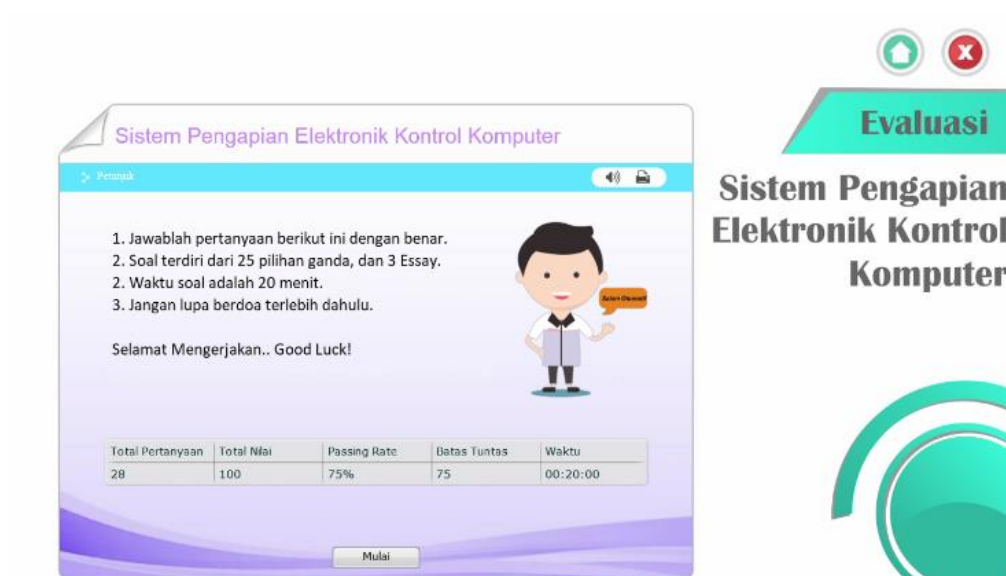 Evaluasi
Sistem Pengapian
Elektronik Kontrol
Komputer
Sistem Pengapian Elektronik Kontrol Komputer
Petunjuk
1. Jawablah pertanyaan berikut ini dengan benar.
2. Soal terdiri dari 25 pilihan ganda, dan 3 Essay.
2. Waktu soal adalah 20 menit.
3. Jangan lupa berdoa terlebih dahulu.
Selamat Mengerjakan.. Good Luck!
Salam Otomotif
Total Pertanyaan Total Nilai Passing Rate Batas Tuntas Waktu
28 100 75% 75 00:20:00
Mulai